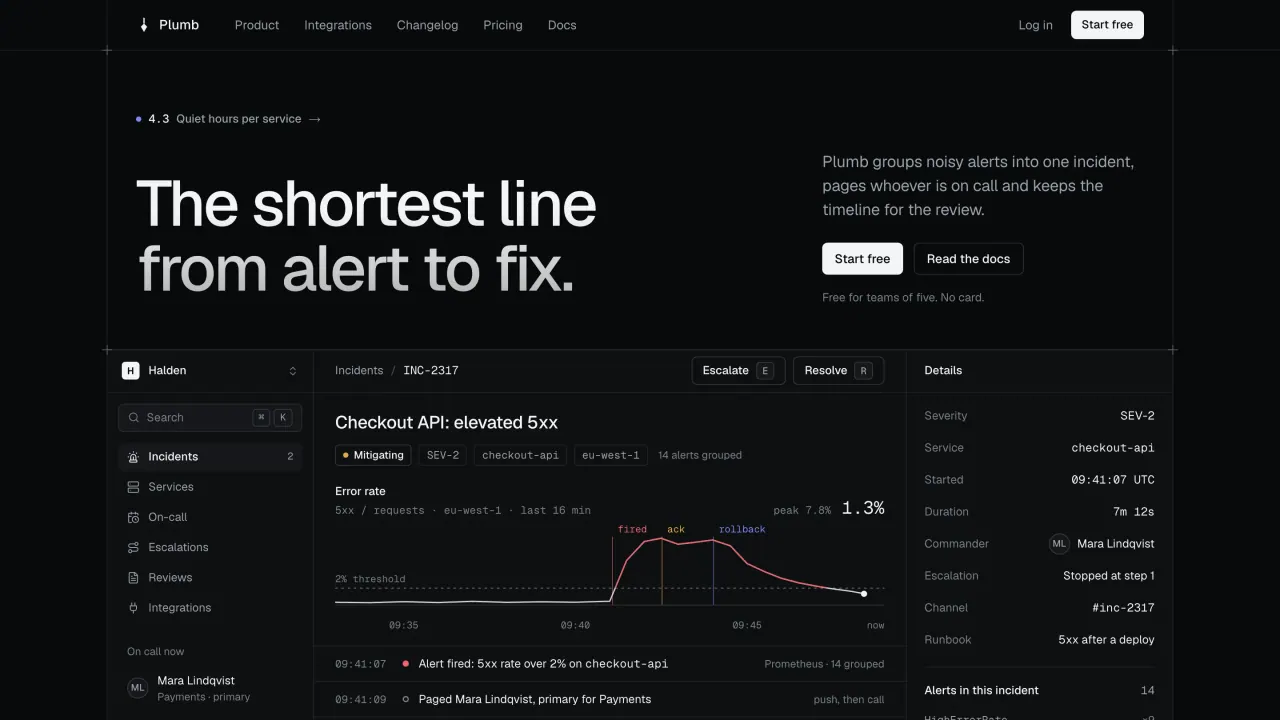 Plumb
Product
Integrations
Changelog
Pricing
Docs
Log in
Start free
4.3 Quiet hours per service →
The shortest line
from alert to fix.
Plumb groups noisy alerts into one incident,
pages whoever is on call and keeps the
timeline for the review.
Start free
Read the docs
Free for teams of five. No card.
H Halden
Search ⌘ K
Incidents 2
Services
On-call
Escalations
Reviews
Integrations
On call now
ML Mara Lindqvist
Payments · primary
Incidents / INC-2317
Escalate E
Resolve R
Checkout API: elevated 5xx
Mitigating
SEV-2
checkout-api
eu-west-1
14 alerts grouped
Error rate
5xx / requests · eu-west-1 · last 16 min
peak 7.8% 1.3%
fired
ack
rollback
2% threshold
09:35
09:40
09:45
now
09:41:07 Alert fired: 5xx rate over 2% on checkout-api Prometheus · 14 grouped
09:41:09 Paged Mara Lindqvist, primary for Payments push, then call
Details
Severity SEV-2
Service checkout-api
Started 09:41:07 UTC
Duration 7m 12s
Commander ML Mara Lindqvist
Escalation Stopped at step 1
Channel #inc-2317
Runbook 5xx after a deploy
Alerts in this incident 14
HighErrorRate x9